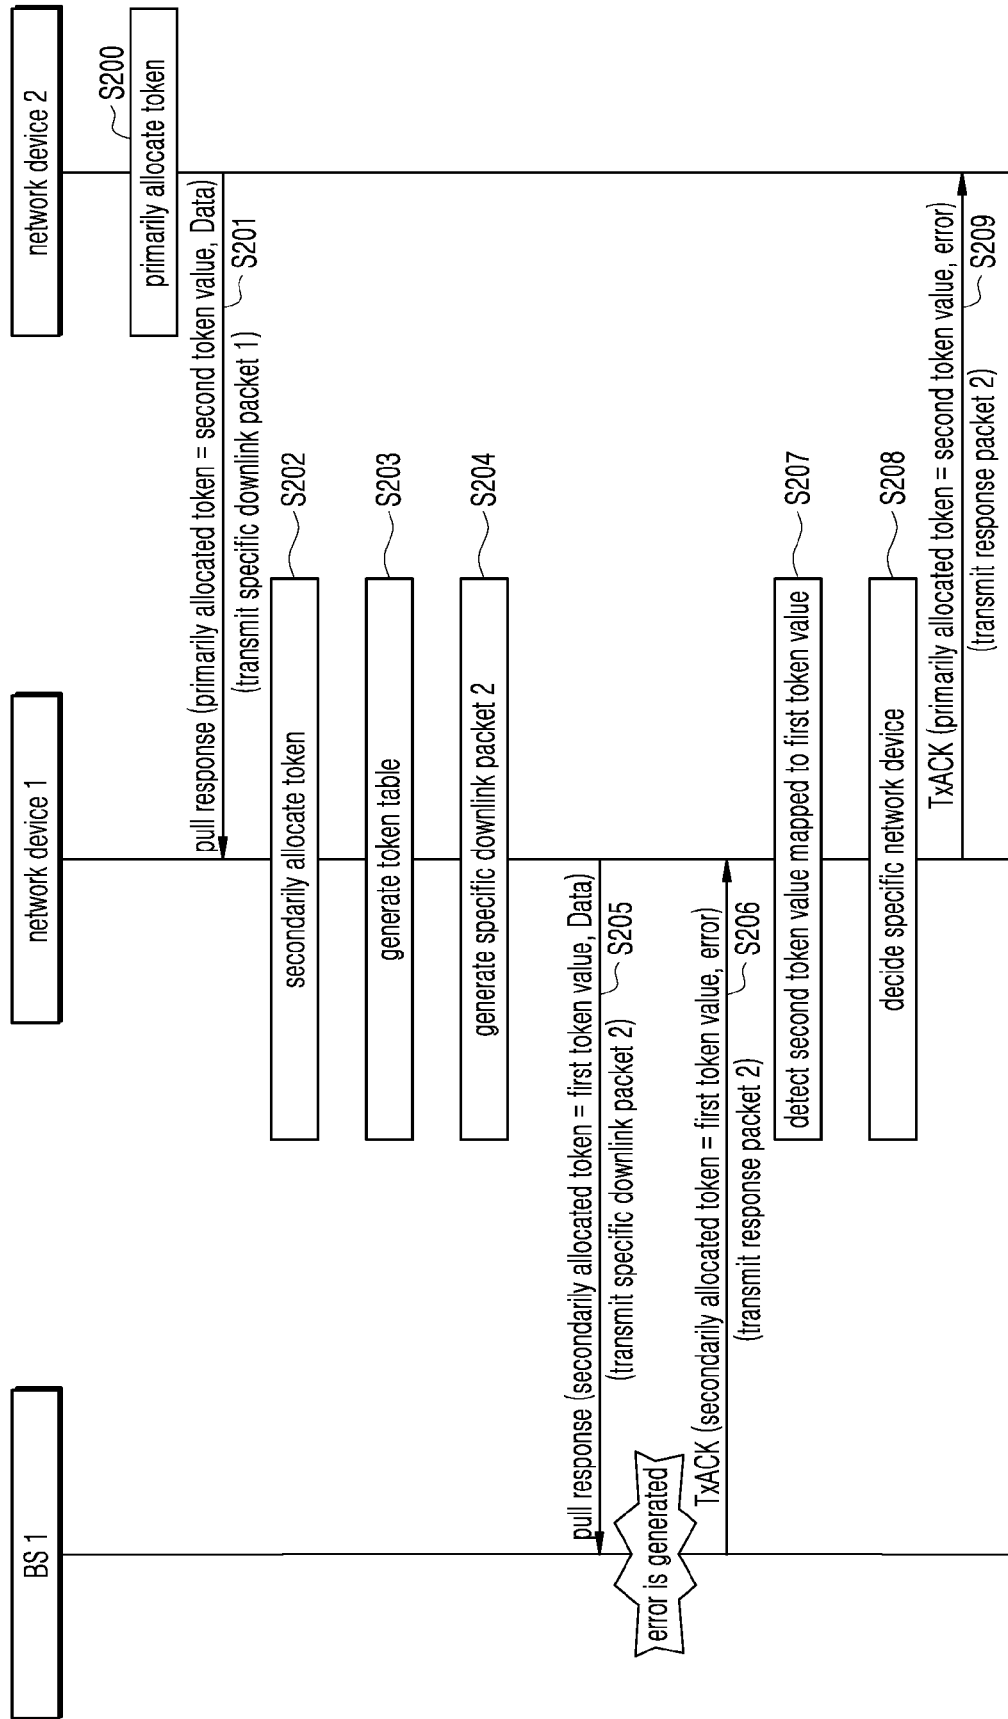 BS 1
network device 1
network device 2
primarily allocate token
S200
pull response (primarily allocated token = second token value, Data)
S201
(transmit specific downlink packet 1)
secondarily allocate token
S202
generate token table
S203
generate specific downlink packet 2
S204
pull response (secondarily allocated token = first token value, Data)
S205
(transmit specific downlink packet 2)
error is generated
TxACK (secondarily allocated token = first token value, error)
S206
(transmit response packet 2)
detect second token value mapped to first token value
S207
decide specific network device
S208
TxACK (primarily allocated token = second token value, error)
S209
(transmit response packet 2)